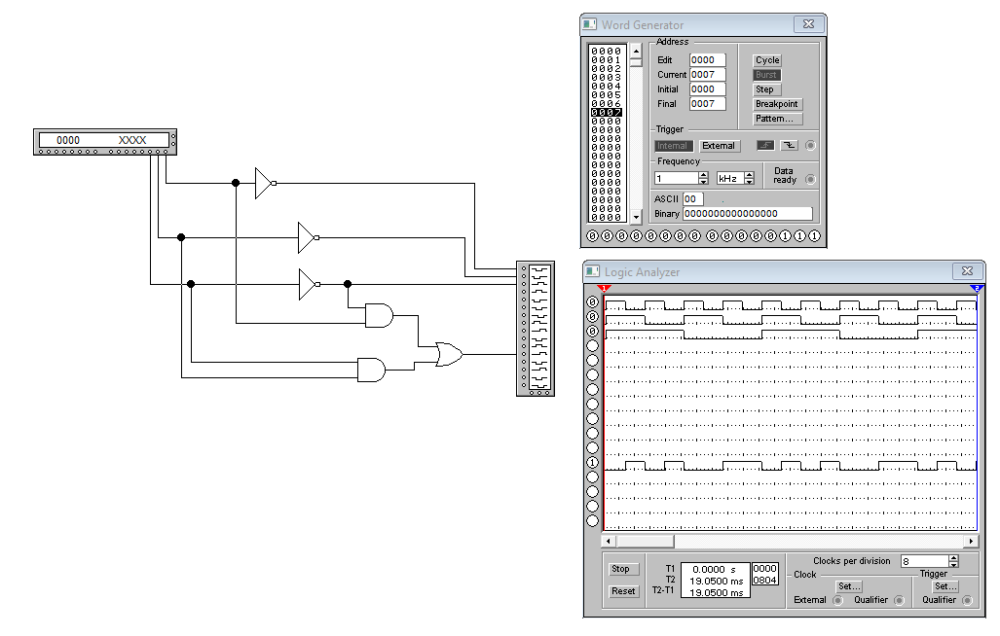 0000 XXXX
Word Generator
0000
0001
0002
0003
0004
0005
0006
0007
0000
0000
0000
0000
0000
0000
0000
0000
0000
0000
0000
0000
Address
Edit 0000
Current 0007
Initial 0000
Final 0007
Cycle
Burst
Step
Breakpoint
Pattern...
Trigger
Internal External
Frequency
1 kHz
Data ready
ASCII 00 .
Binary 0000000000000000
0 0 0 0 0 0 0 0 0 0 0 0 0 1 1 1
Logic Analyzer
1 2
0
0
0
1
Stop
Reset
T1 0.0000 s 0000
T2 19.0500 ms 0804
T2-T1 19.0500 ms
Clocks per division 8
Clock
Set...
External Qualifier
Trigger
Set...
Qualifier